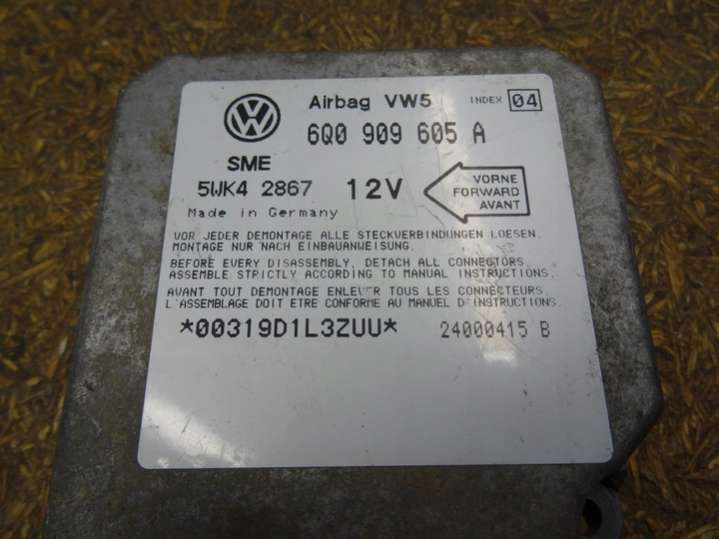 Airbag VW5 INDEX 04
6Q0 909 605 A
SME
5WK4 2867 12V
VORNE
FORWARD
AVANT
Made in Germany
VOR JEDER DEMONTAGE ALLE STECKVERBINDUNGEN LOESEN.
MONTAGE NUR NACH EINBAUANWEISUNG.
BEFORE EVERY DISASSEMBLY, DETACH ALL CONNECTORS.
ASSEMBLE STRICTLY ACCORDING TO MANUAL INSTRUCTIONS.
AVANT TOUT DEMONTAGE ENLEVER TOUS LES CONNECTEURS.
L'ASSEMBLAGE DOIT ETRE CONFORME AU MANUEL D'INSTRUCTIONS.
*00319D1L3ZUU* 24000415 B